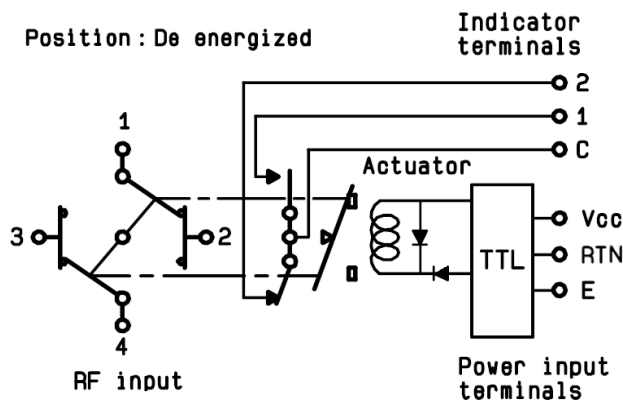 Position : De energized
Indicator
terminals
2
1
C
1
Actuator
3
2
TTL
Vcc
RTN
E
4
RF input
Power input
terminals